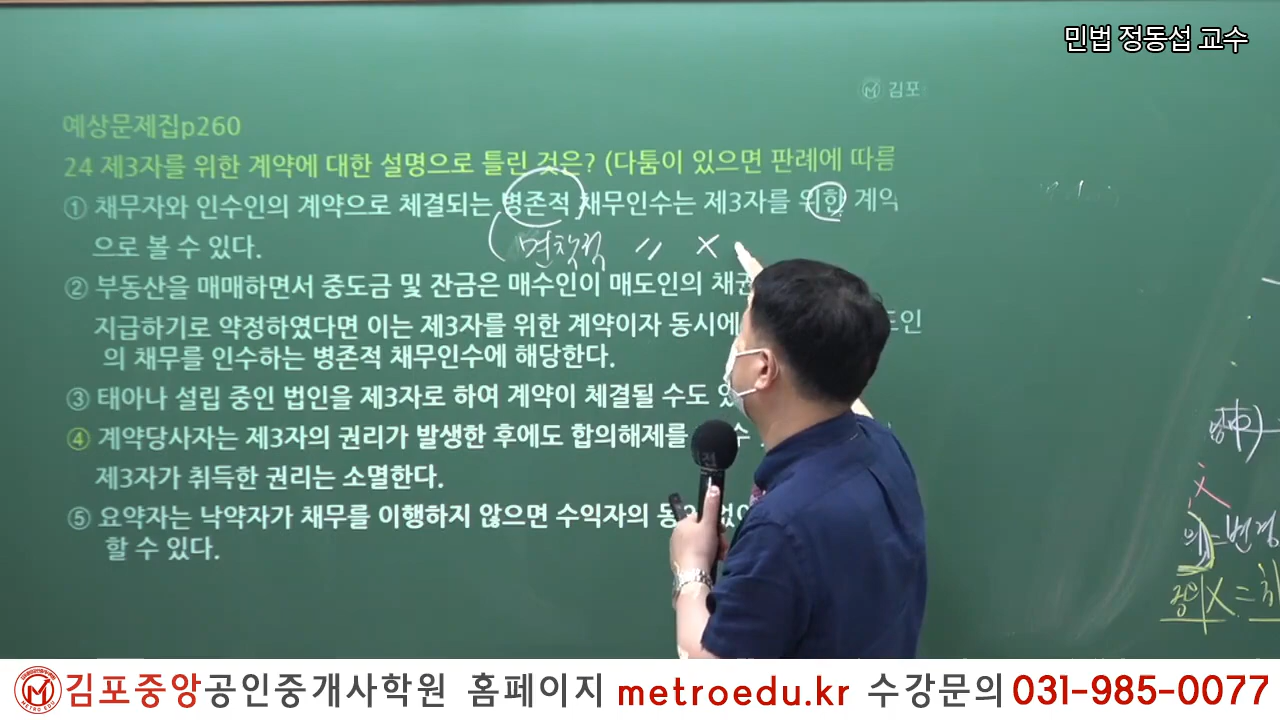 민법 정동섭 교수
김포
예상문제집p260
24 제3자를 위한 계약에 대한 설명으로 틀린 것은? (다툼이 있으면 판례에 따름
① 채무자와 인수인의 계약으로 체결되는 병존적 채무인수는 제3자를 위한 계약
으로 볼 수 있다.
면책적 〃 X
② 부동산을 매매하면서 중도금 및 잔금은 매수인이 매도인의
지급하기로 약정하였다면 이는 제3자를 위한 계약이자 동시에
의 채무를 인수하는 병존적 채무인수에 해당한다.
③ 태아나 설립 중인 법인을 제3자로 하여 계약이 체결될 수도
④ 계약당사자는 제3자의 권리가 발생한 후에도 합의해제를
제3자가 취득한 권리는 소멸한다.
⑤ 요약자는 낙약자가 채무를 이행하지 않으면 수익자의
할 수 있다.
X
변경
X =
김포중앙공인중개사학원 홈페이지 metroedu.kr 수강문의 031-985-0077